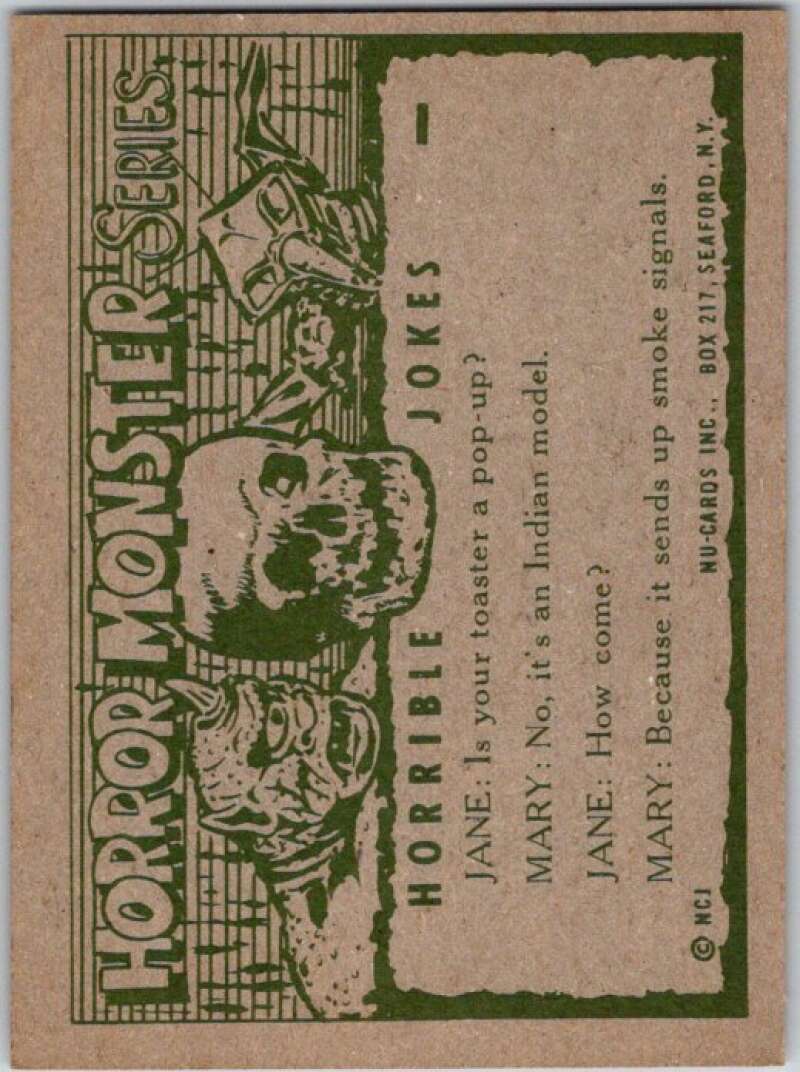 HORROR MONSTER SERIES
HORRIBLE JOKES 1
JANE: Is your toaster a pop-up?
MARY: No, it's an Indian model.
JANE: How come?
MARY: Because it sends up smoke signals.
© NCI NU-CARDS INC., BOX 217, SEAFORD, N.Y.